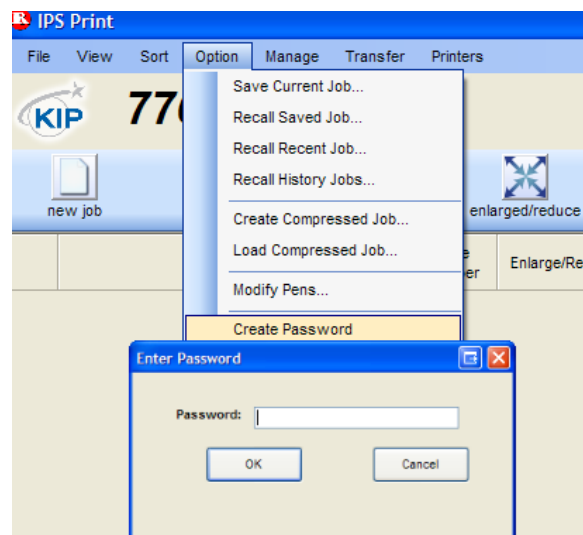 IPS Print
File View Sort Option Manage Transfer Printers
KIP
Save Current Job...
Recall Saved Job...
Recall Recent Job...
Recall History Jobs...
new job
enlarged/reduce
Create Compressed Job...
Load Compressed Job...
Modify Pens...
Create Password
Enter Password
Password:
OK Cancel